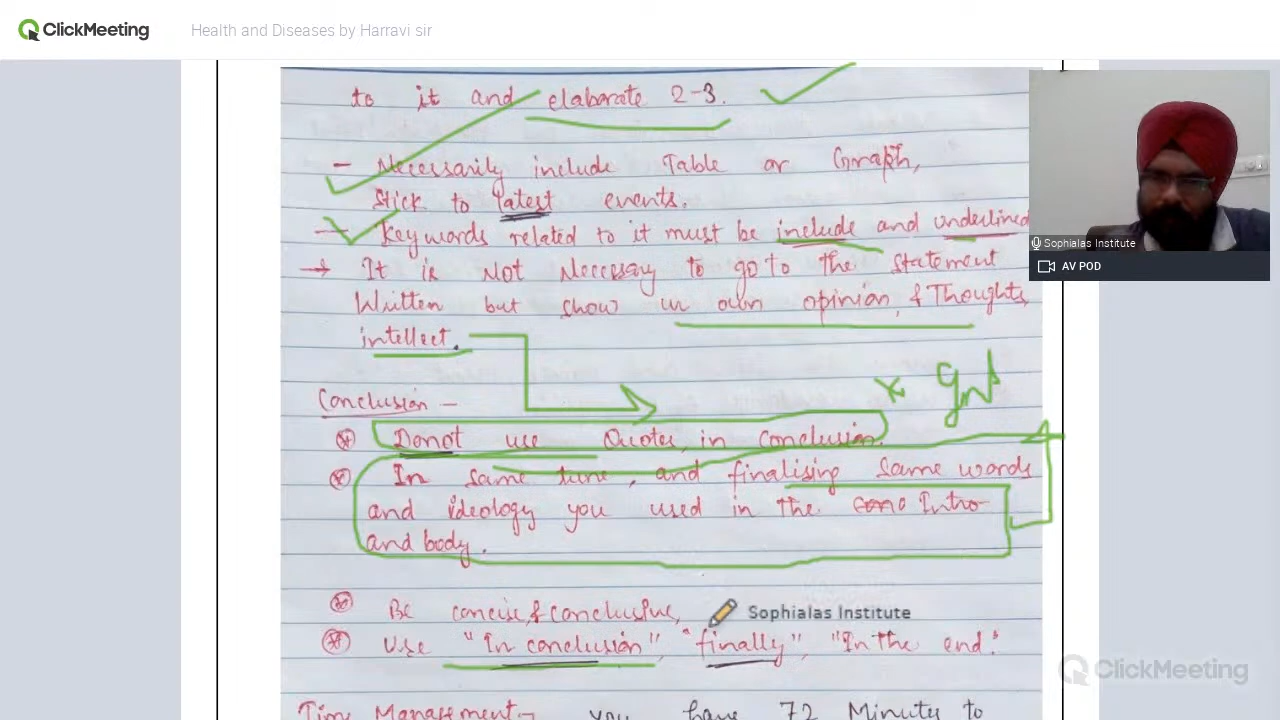 ClickMeeting
Health and Diseases by Harravi sir
to it and elaborate 2-3.
- Necessarily include Table or Graph,
Stick to latest events.
- Keywords related to it must be include and underlined
→ It is Not Necessary to go to the statement
Written but show in own opinion, & Thoughts,
intellect.
Conclusion -
Donot use Quotes, in Conclusion.
In same tune, and finalising same words
and ideology you used in the Intro-
and body.
Be concise, & conclusive,
Use "In conclusion", "finally", "In the end."
Time Management - you have 72 Minutes to
Sophialas Institute
AV POD
Sophialas Institute
ClickMeeting